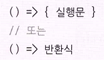 () => { 실행문 }
// 또는
() => 반환식